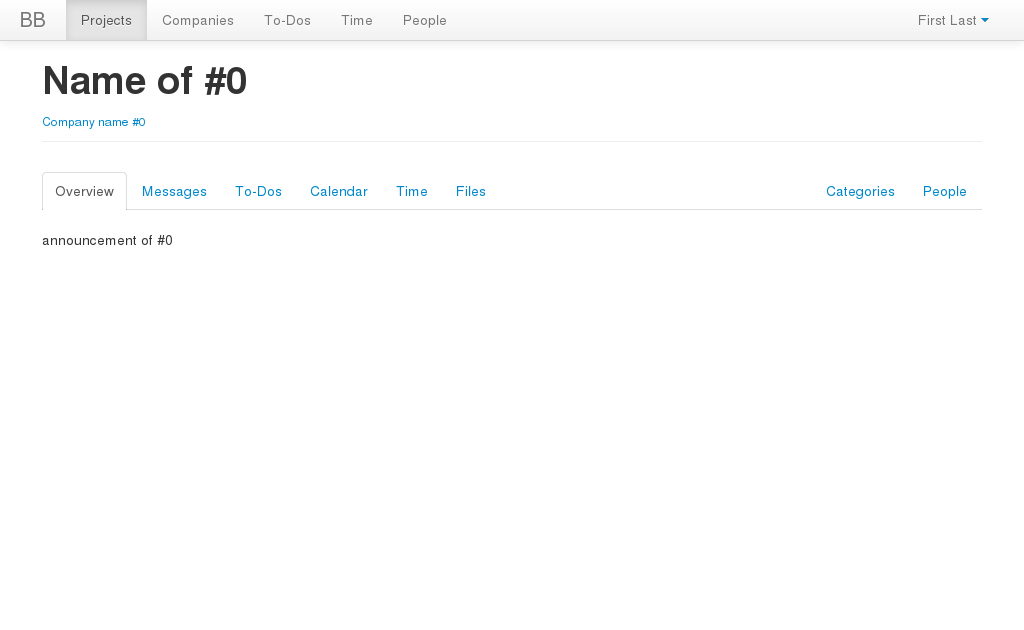 BB Projects Companies To-Dos Time People First Last
Name of #0
Company name #0
Overview Messages To-Dos Calendar Time Files Categories People
announcement of #0